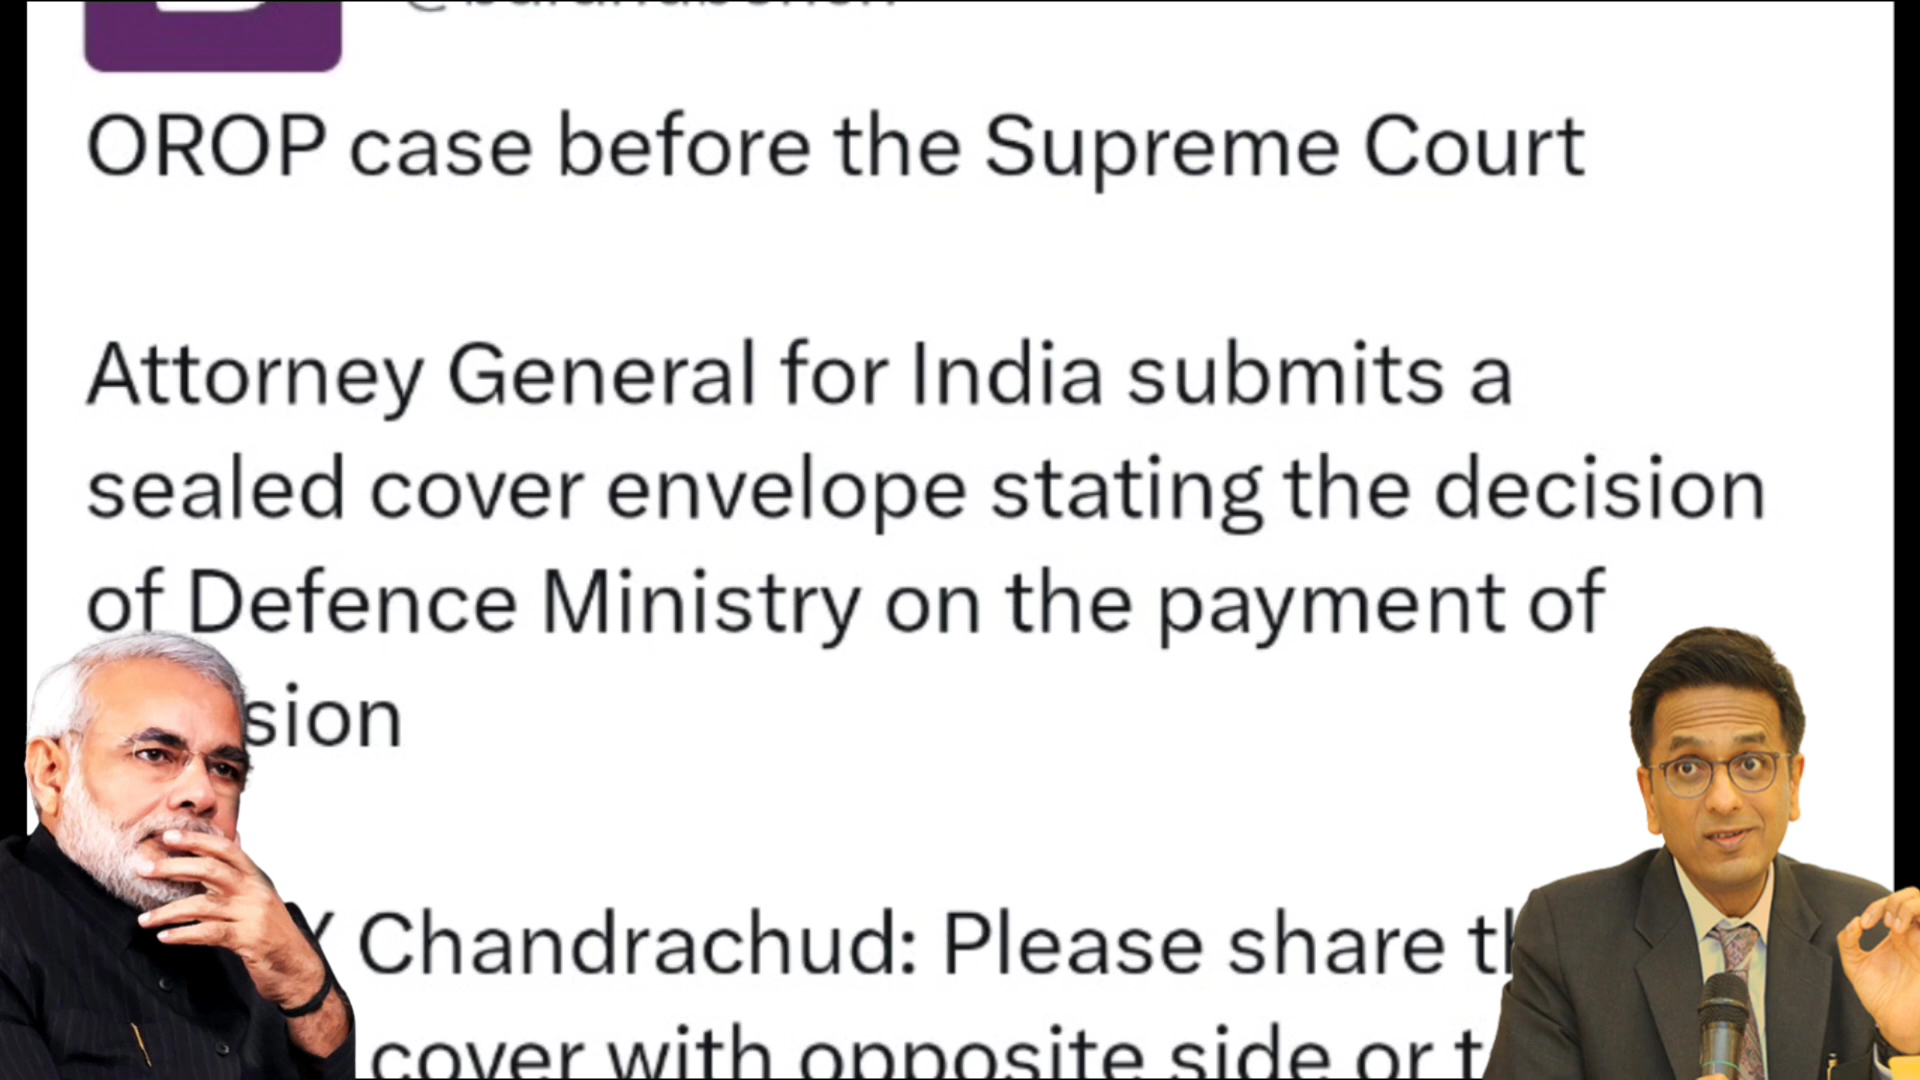 OROP case before the Supreme Court
Attorney General for India submits a
sealed cover envelope stating the decision
of Defence Ministry on the payment of
sion
Chandrachud: Please share
cover with opposite side or